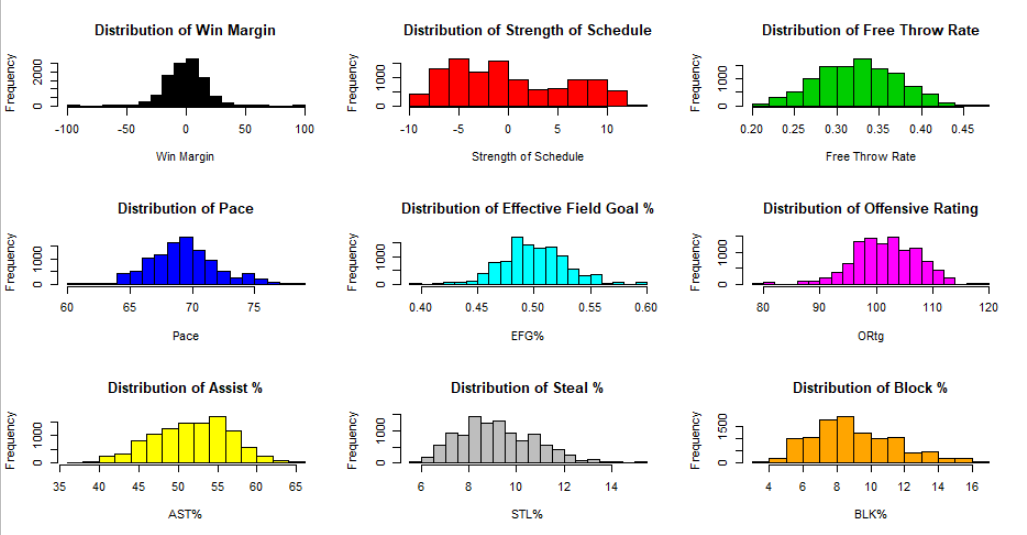 Distribution of Win Margin
Frequency
0 2000
-100 -50 0 50 100
Win Margin
Distribution of Strength of Schedule
Frequency
0 1000
-10 -5 0 5 10
Strength of Schedule
Distribution of Free Throw Rate
Frequency
0 1000
0.20 0.25 0.30 0.35 0.40 0.45
Free Throw Rate
Distribution of Pace
Frequency
0 1000
60 65 70 75
Pace
Distribution of Effective Field Goal %
Frequency
0 1000
0.40 0.45 0.50 0.55 0.60
EFG%
Distribution of Offensive Rating
Frequency
0 1000
80 90 100 110 120
ORtg
Distribution of Assist %
Frequency
0 1000
35 40 45 50 55 60 65
AST%
Distribution of Steal %
Frequency
0 1000
6 8 10 12 14
STL%
Distribution of Block %
Frequency
0 1500
4 6 8 10 12 14 16
BLK%